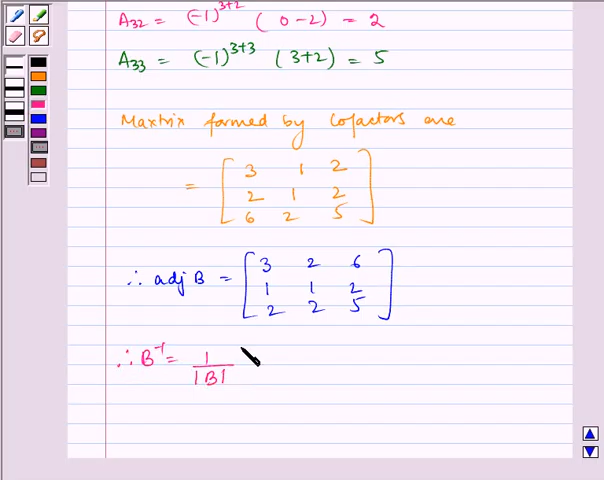 A32 = (-1)^3+2 ( 0-2) = 2
A33 = (-1)^3+3 (3+2) = 5
Maxtrix formed by Cofactors are
= [ 3 1 2
2 1 2
6 2 5 ]
∴ adj B = [ 3 2 6
1 1 2
2 2 5 ]
∴ B^-1 = 1/|B|